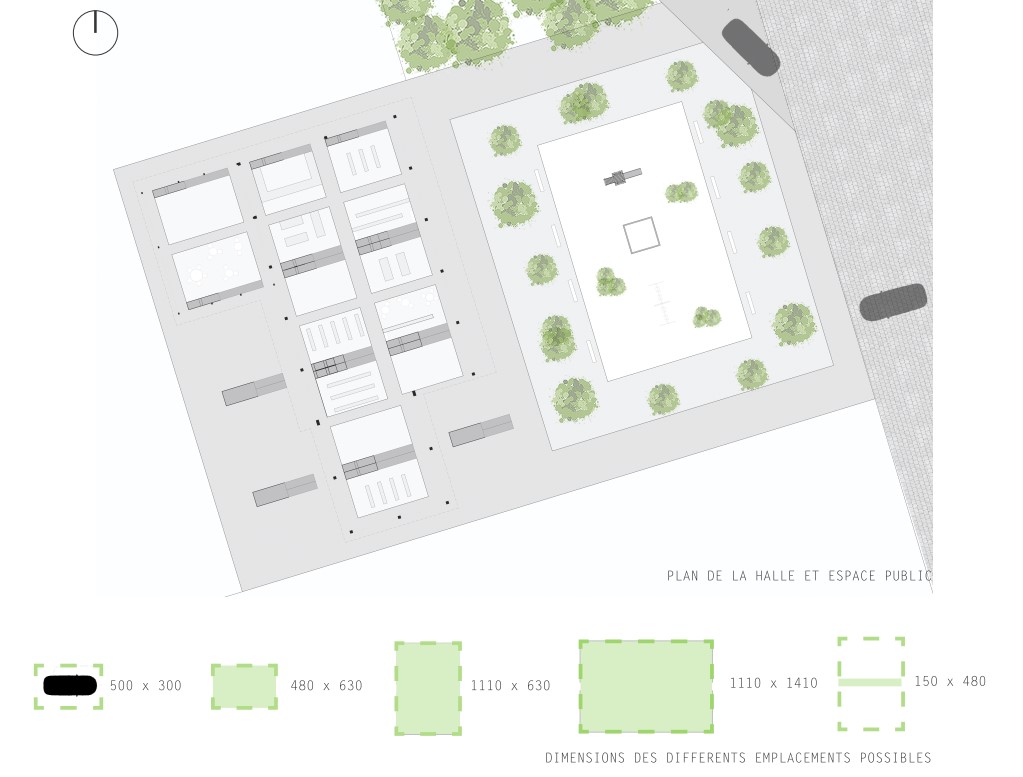 PLAN DE LA HALLE ET ESPACE PUBLIC
500 x 300
480 x 630
1110 x 630
1110 x 1410
150 x 480
DIMENSIONS DES DIFFERENTS EMPLACEMENTS POSSIBLES